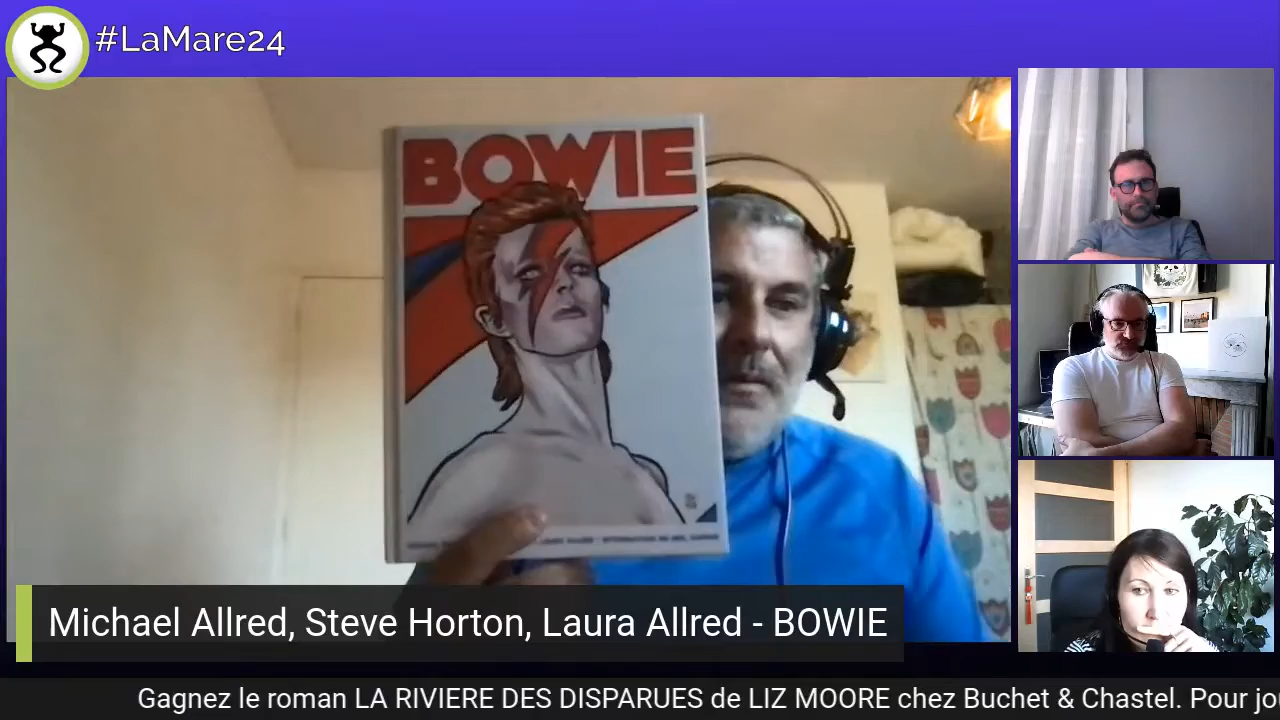 #LaMare24
BOWIE
Michael Allred, Steve Horton, Laura Allred - BOWIE
Gagnez le roman LA RIVIERE DES DISPARUES de LIZ MOORE chez Buchet & Chastel. Pour jo